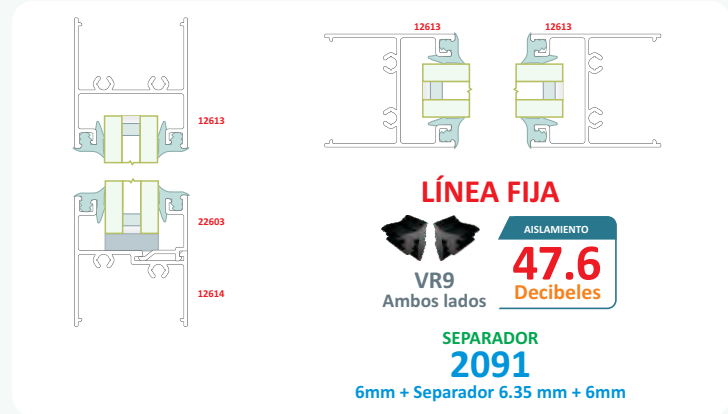 12613
12613
12613
22603
12614
LÍNEA FIJA
VR9
Ambos lados
AISLAMIENTO
47.6
Decibeles
SEPARADOR
2091
6mm + Separador 6.35 mm + 6mm